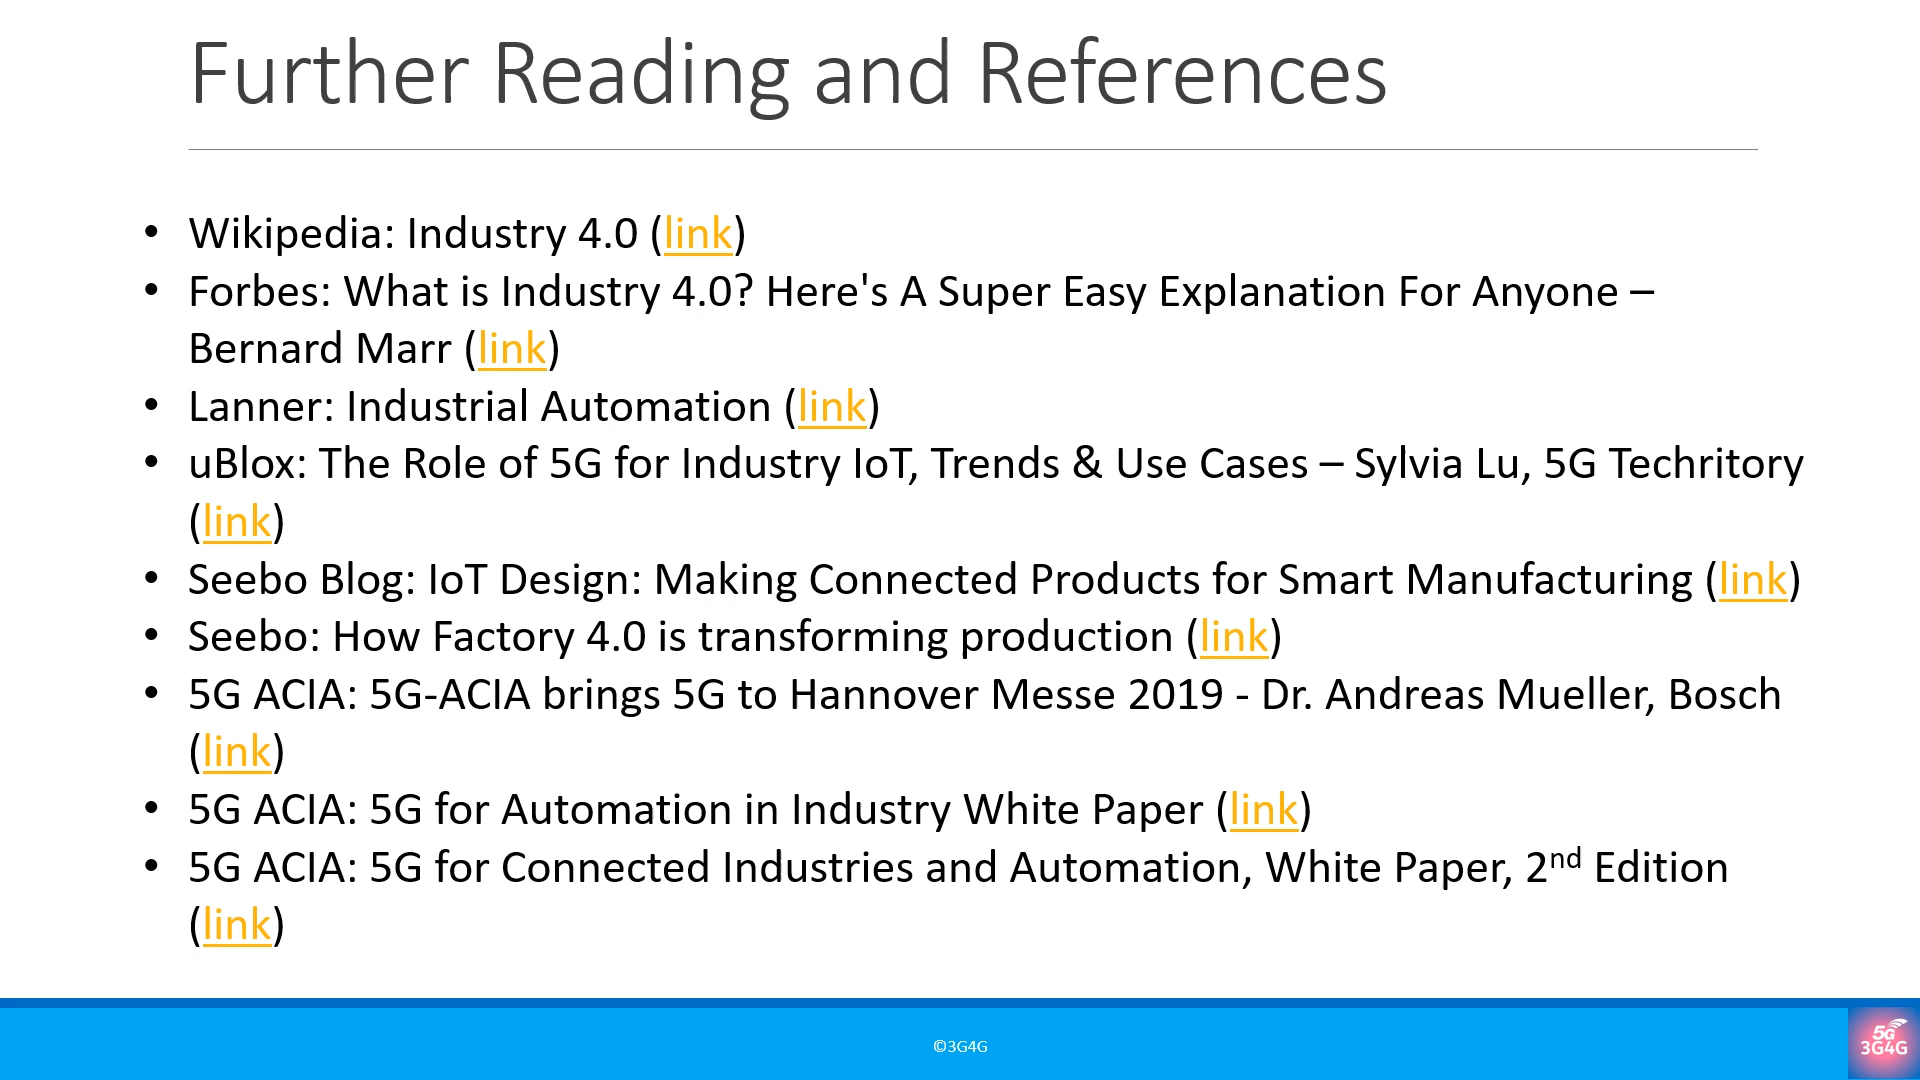 Further Reading and References
• Wikipedia: Industry 4.0 (link)
• Forbes: What is Industry 4.0? Here's A Super Easy Explanation For Anyone –
Bernard Marr (link)
• Lanner: Industrial Automation (link)
• uBlox: The Role of 5G for Industry IoT, Trends & Use Cases – Sylvia Lu, 5G Techritory
(link)
• Seebo Blog: IoT Design: Making Connected Products for Smart Manufacturing (link)
• Seebo: How Factory 4.0 is transforming production (link)
• 5G ACIA: 5G-ACIA brings 5G to Hannover Messe 2019 - Dr. Andreas Mueller, Bosch
(link)
• 5G ACIA: 5G for Automation in Industry White Paper (link)
• 5G ACIA: 5G for Connected Industries and Automation, White Paper, 2nd Edition
(link)
©3G4G
5G
3G4G